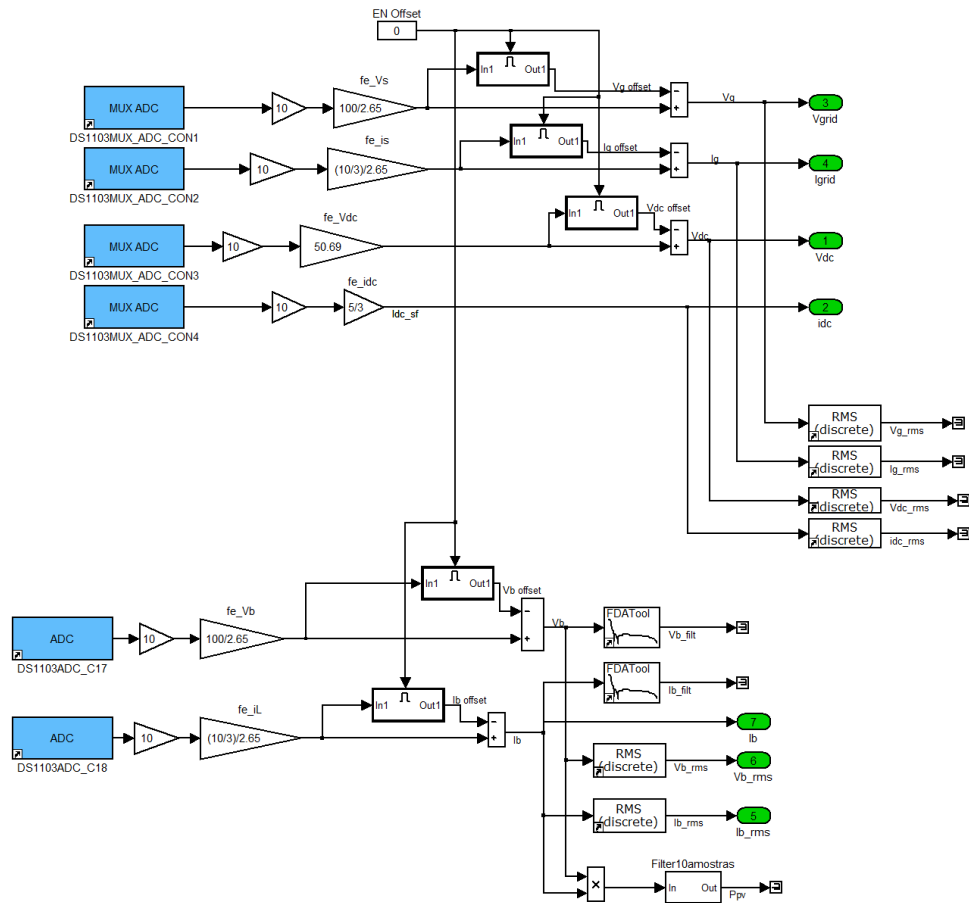 EN Offset
0
In1
Out1
fe_Vs
Vg offset
MUX ADC
10
100/2.65
Vg
3
Vgrid
DS1103MUX_ADC_CON1
In1
Out1
fe_is
Ig offset
MUX ADC
10
(10/3)/2.65
Ig
4
Igrid
DS1103MUX_ADC_CON2
In1
Out1
fe_Vdc
Vdc offset
MUX ADC
10
50.69
Vdc
1
Vdc
DS1103MUX_ADC_CON3
fe_idc
MUX ADC
10
5/3
Idc_sf
2
idc
DS1103MUX_ADC_CON4
RMS
(discrete)
Vg_rms
RMS
(discrete)
Ig_rms
RMS
(discrete)
Vdc_rms
RMS
(discrete)
idc_rms
In1
Out1
Vb offset
fe_Vb
ADC
10
100/2.65
Vb
FDATool
Vb_filt
DS1103ADC_C17
FDATool
Ib_filt
In1
Out1
Ib offset
fe_iL
ADC
10
(10/3)/2.65
Ib
7
Ib
DS1103ADC_C18
RMS
(discrete)
Vb_rms
6
Vb_rms
RMS
(discrete)
Ib_rms
5
Ib_rms
Filter10amostras
In
Out
Ppv